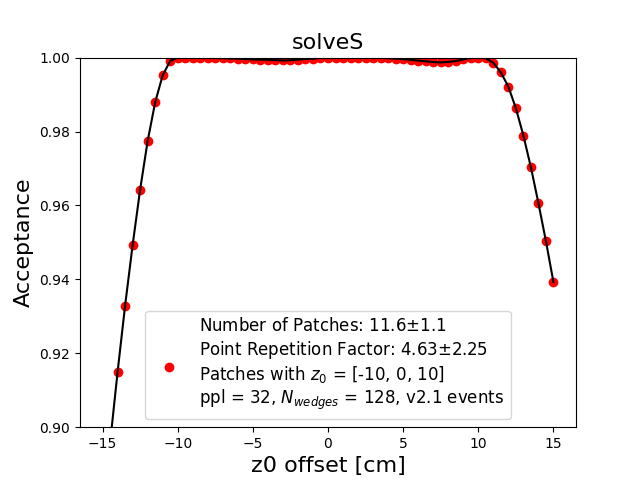 solveS
Acceptance
1.00
0.98
0.96
0.94
0.92
0.90
Number of Patches: 11.6±1.1
Point Repetition Factor: 4.63±2.25
Patches with z₀ = [-10, 0, 10]
ppl = 32, N_wedges = 128, v2.1 events
−15 −10 −5 0 5 10 15
z0 offset [cm]